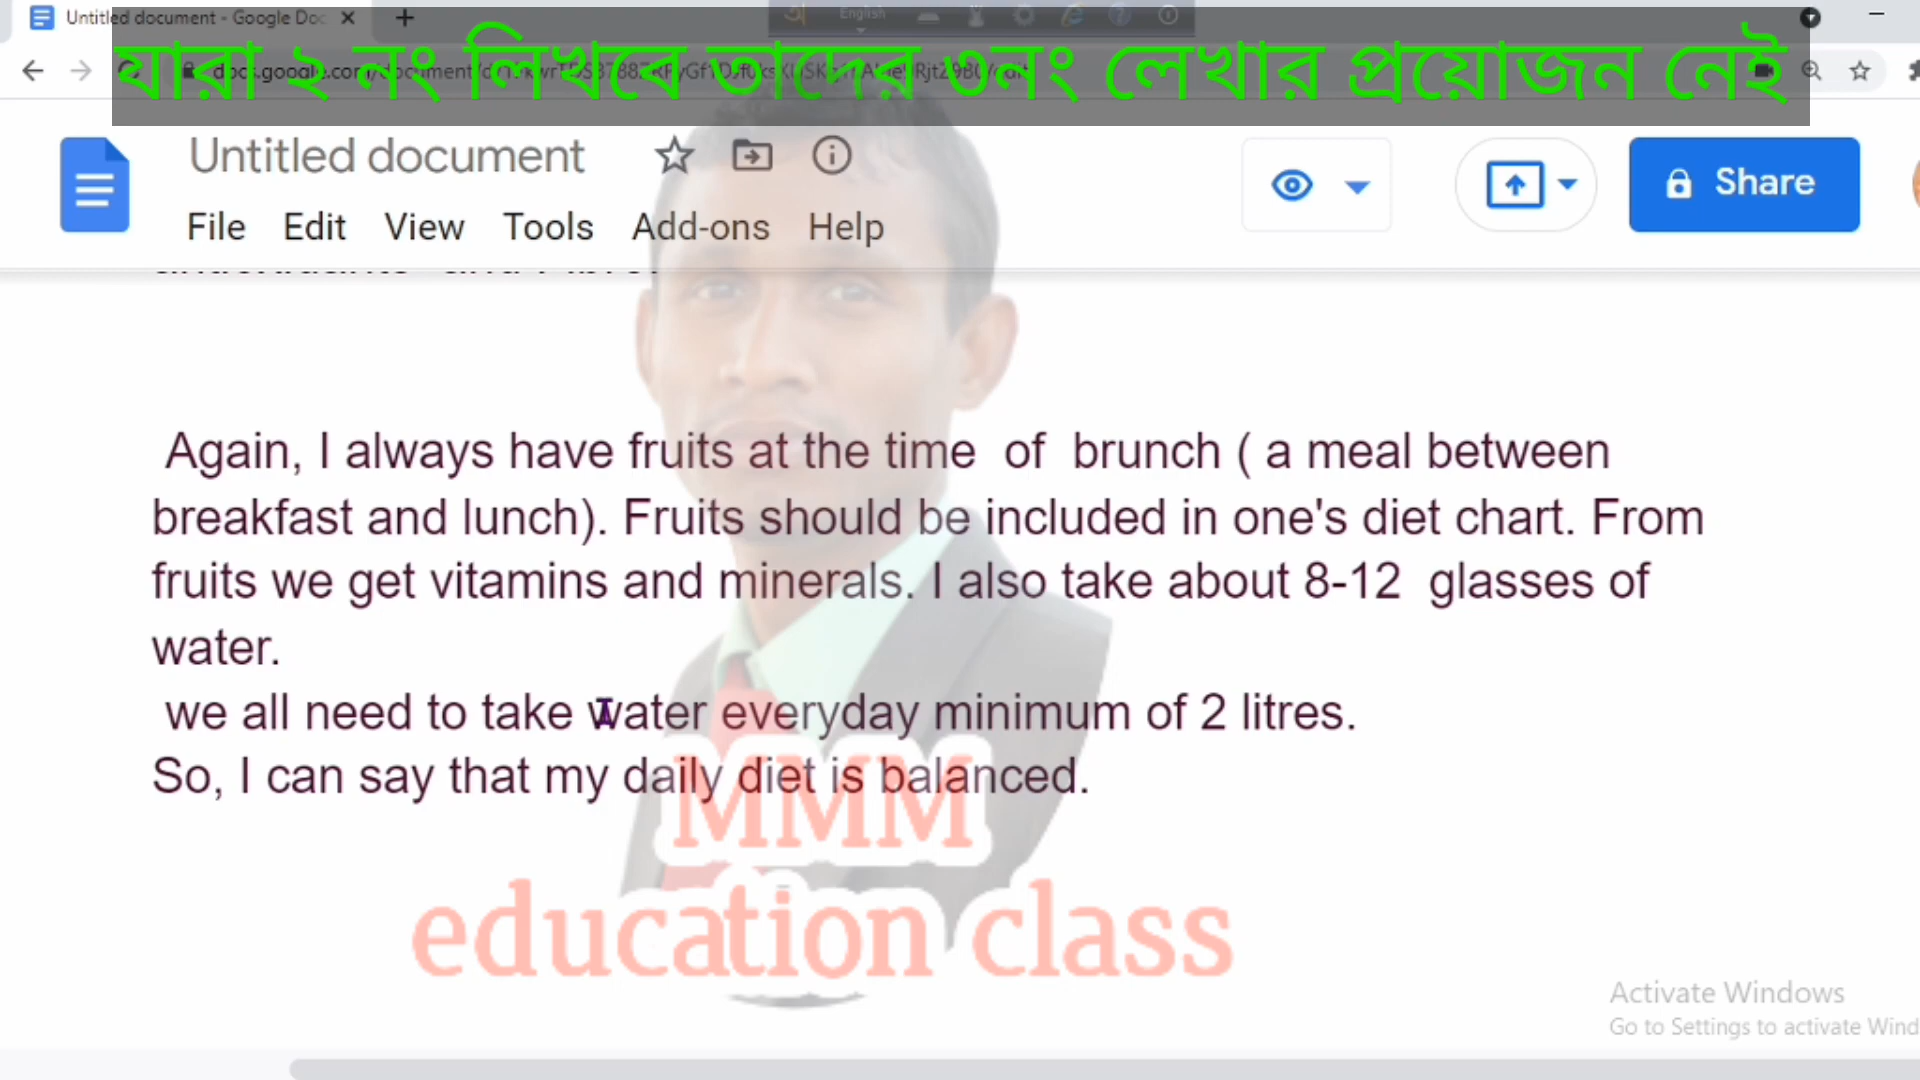 Untitled document - Google Doc
English
যারা ২ নং লিখবে তাদের ৩নং লেখার প্রয়োজন নেই
Untitled document
Share
File Edit View Tools Add-ons Help
Again, I always have fruits at the time of brunch ( a meal between
breakfast and lunch). Fruits should be included in one's diet chart. From
fruits we get vitamins and minerals. I also take about 8-12 glasses of
water.
we all need to take water everyday minimum of 2 litres.
So, I can say that my daily diet is balanced.
MMM
education class
Activate Windows
Go to Settings to activate Wind